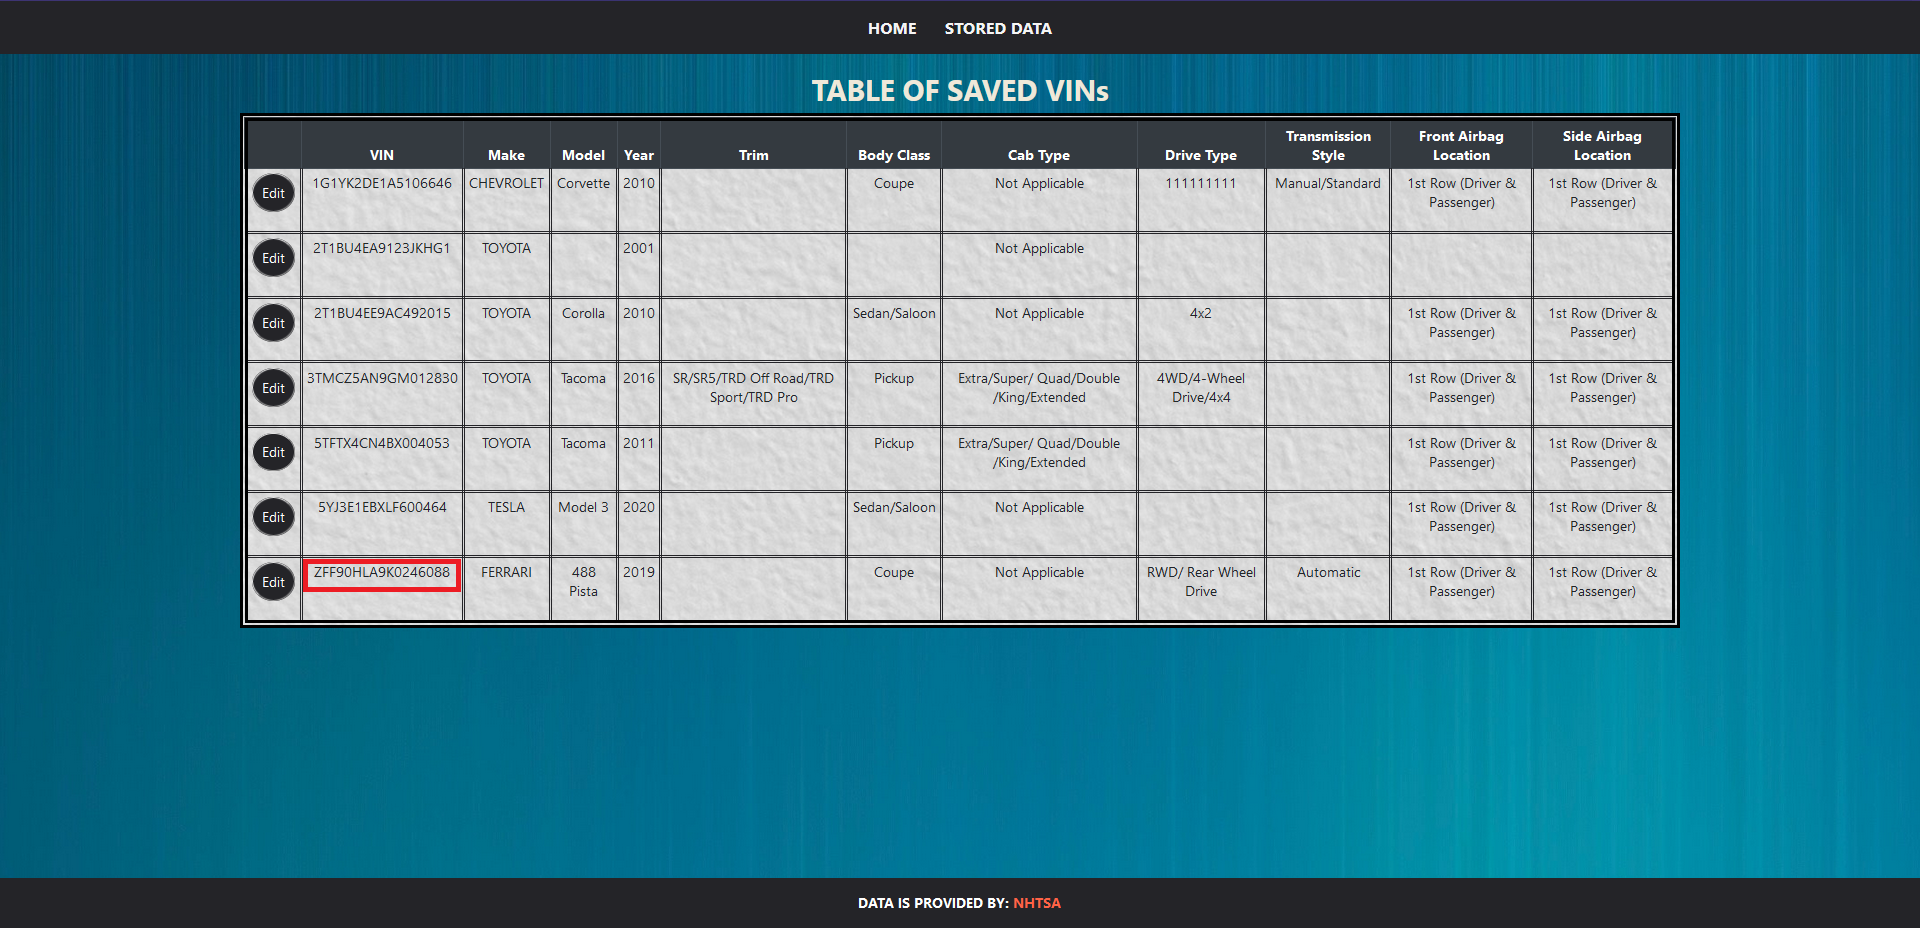 HOME STORED DATA
TABLE OF SAVED VINs
VIN Make Model Year Trim Body Class Cab Type Drive Type Transmission Style Front Airbag Location Side Airbag Location
Edit 1G1YK2DE1A5106646 CHEVROLET Corvette 2010 Coupe Not Applicable 111111111 Manual/Standard 1st Row (Driver & Passenger) 1st Row (Driver & Passenger)
Edit 2T1BU4EA9123JKHG1 TOYOTA 2001 Not Applicable
Edit 2T1BU4EE9AC492015 TOYOTA Corolla 2010 Sedan/Saloon Not Applicable 4x2 1st Row (Driver & Passenger) 1st Row (Driver & Passenger)
Edit 3TMCZ5AN9GM012830 TOYOTA Tacoma 2016 SR/SR5/TRD Off Road/TRD Sport/TRD Pro Pickup Extra/Super/ Quad/Double /King/Extended 4WD/4-Wheel Drive/4x4 1st Row (Driver & Passenger) 1st Row (Driver & Passenger)
Edit 5TFTX4CN4BX004053 TOYOTA Tacoma 2011 Pickup Extra/Super/ Quad/Double /King/Extended 1st Row (Driver & Passenger) 1st Row (Driver & Passenger)
Edit 5YJ3E1EBXLF600464 TESLA Model 3 2020 Sedan/Saloon Not Applicable 1st Row (Driver & Passenger) 1st Row (Driver & Passenger)
Edit ZFF90HLA9K0246088 FERRARI 488 Pista 2019 Coupe Not Applicable RWD/ Rear Wheel Drive Automatic 1st Row (Driver & Passenger) 1st Row (Driver & Passenger)
DATA IS PROVIDED BY: NHTSA